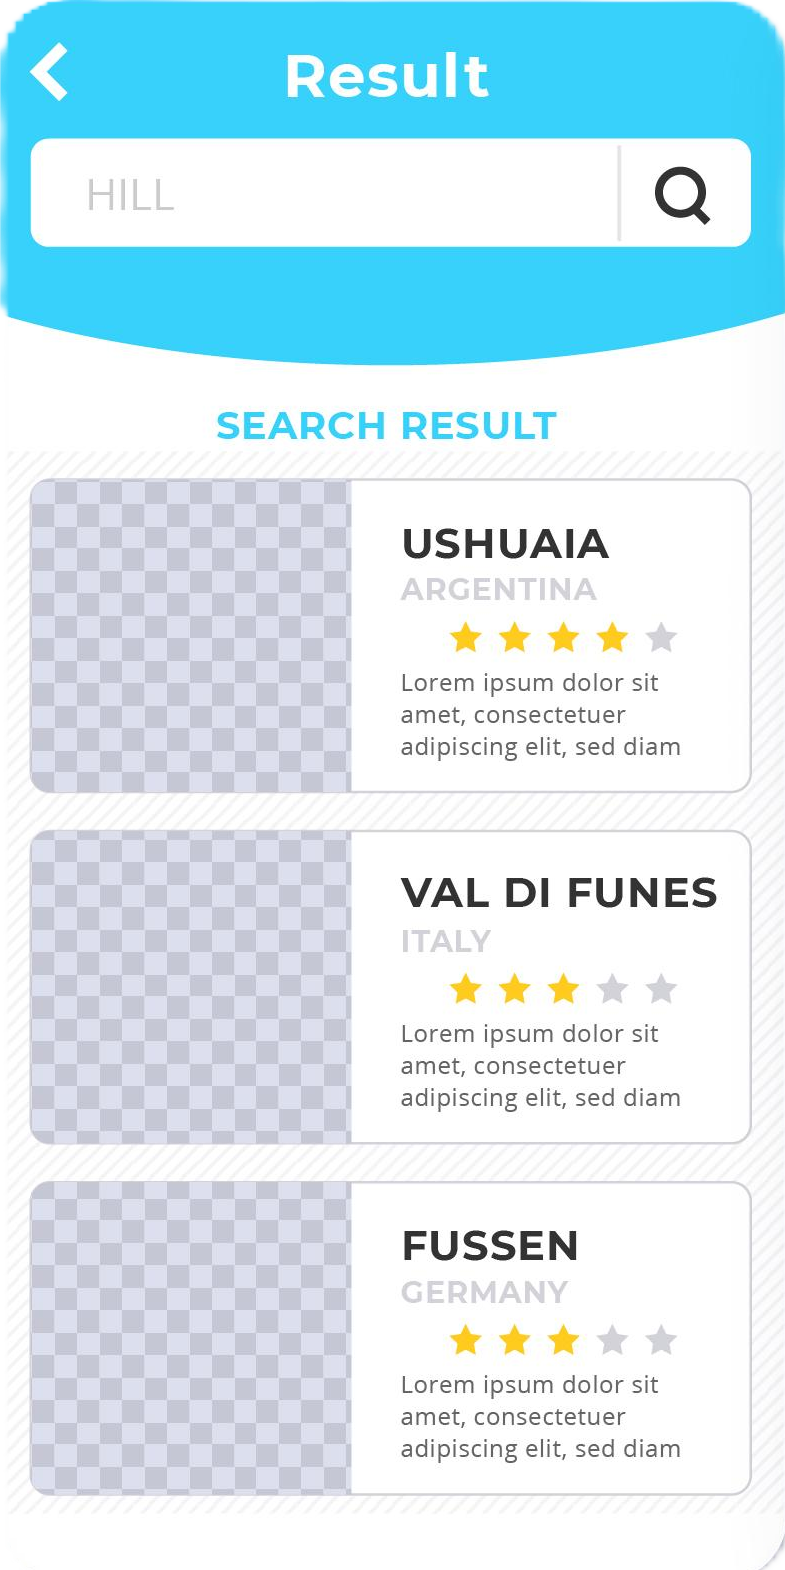 Result
HILL
SEARCH RESULT
USHUAIA
ARGENTINA
Lorem ipsum dolor sit
amet, consectetuer
adipiscing elit, sed diam
VAL DI FUNES
ITALY
Lorem ipsum dolor sit
amet, consectetuer
adipiscing elit, sed diam
FUSSEN
GERMANY
Lorem ipsum dolor sit
amet, consectetuer
adipiscing elit, sed diam